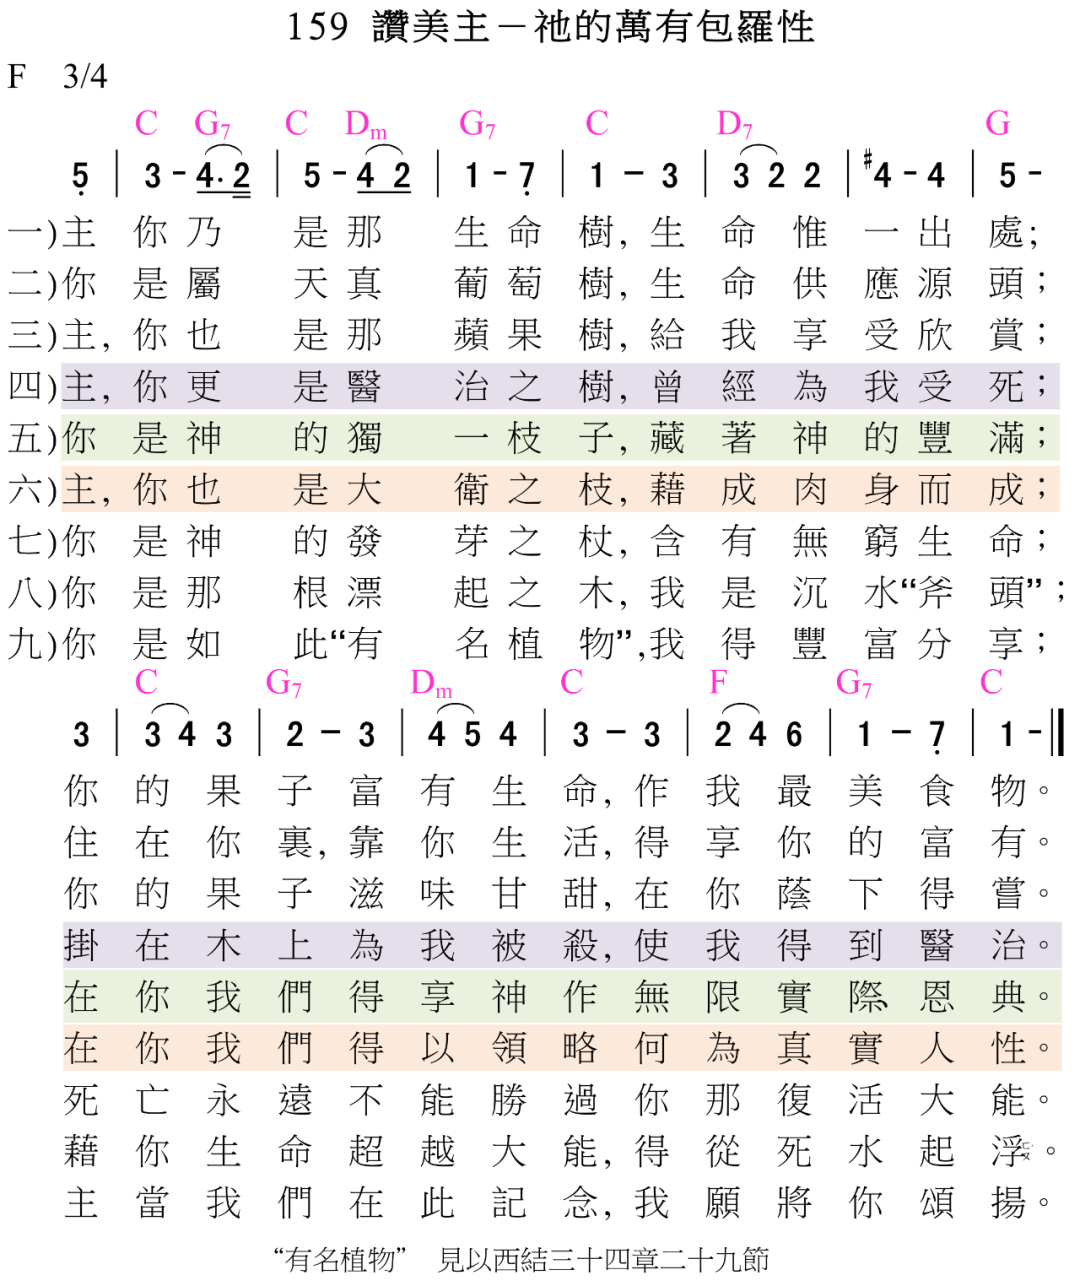 159 讚美主－祂的萬有包羅性
F 3/4
C G7 C Dm G7 C D7 G
5 | 3 - 4. 2 | 5 - 4 2 | 1 - 7 | 1 － 3 | 3 2 2 | #4 - 4 | 5 -
一)主 你乃 是那 生命樹, 生命惟一出處;
二)你是屬 天真 葡萄樹, 生命供應源頭;
三)主, 你也 是那 蘋果樹, 給我享受欣賞;
四)主, 你更 是醫 治之樹, 曾經為我受死;
五)你是神 的獨 一枝子, 藏著神的豐滿;
六)主, 你也 是大 衛之枝, 藉成肉身而成;
七)你是神 的發 芽之杖, 含有無窮生命;
八)你是那 根漂 起之木, 我是沉水“斧頭”;
九)你是如 此“有 名植物”,我得豐富分享;
C G7 Dm C F G7 C
3 | 3 4 3 | 2 － 3 | 4 5 4 | 3 － 3 | 2 4 6 | 1 － 7 | 1 -‖
你的果子富有生命, 作我最美食物。
住在你裏, 靠你生活, 得享你的富有。
你的果子滋味甘甜, 在你蔭下得嘗。
掛在木上為我被殺, 使我得到醫治。
在你我們得享神作無限實際恩典。
在你我們得以領略何為真實人性。
死亡永遠不能勝過你那復活大能。
藉你生命超越大能, 得從死水起浮ㄈㄡˊ。
主當我們在此記念, 我願將你頌揚。
“有名植物” 見以西結三十四章二十九節